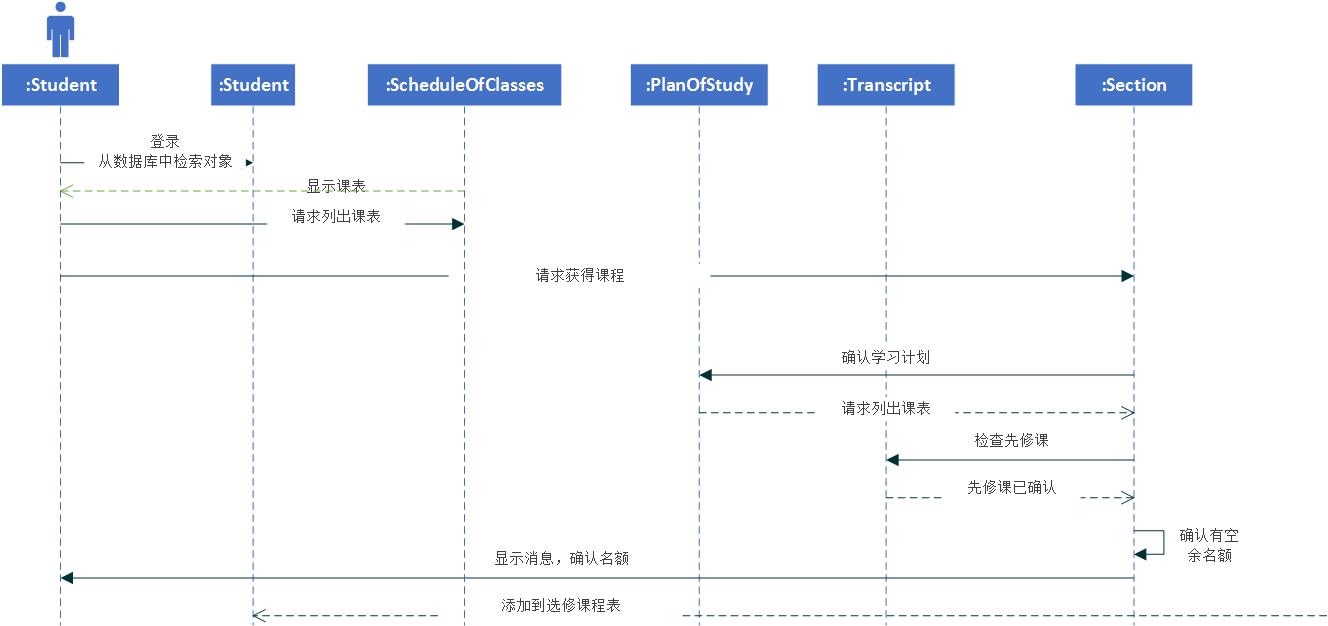 :Student
:Student
:ScheduleOfClasses
:PlanOfStudy
:Transcript
:Section
登录
从数据库中检索对象
显示课表
请求列出课表
请求获得课程
确认学习计划
请求列出课表
检查先修课
先修课已确认
确认有空
余名额
显示消息，确认名额
添加到选修课程表